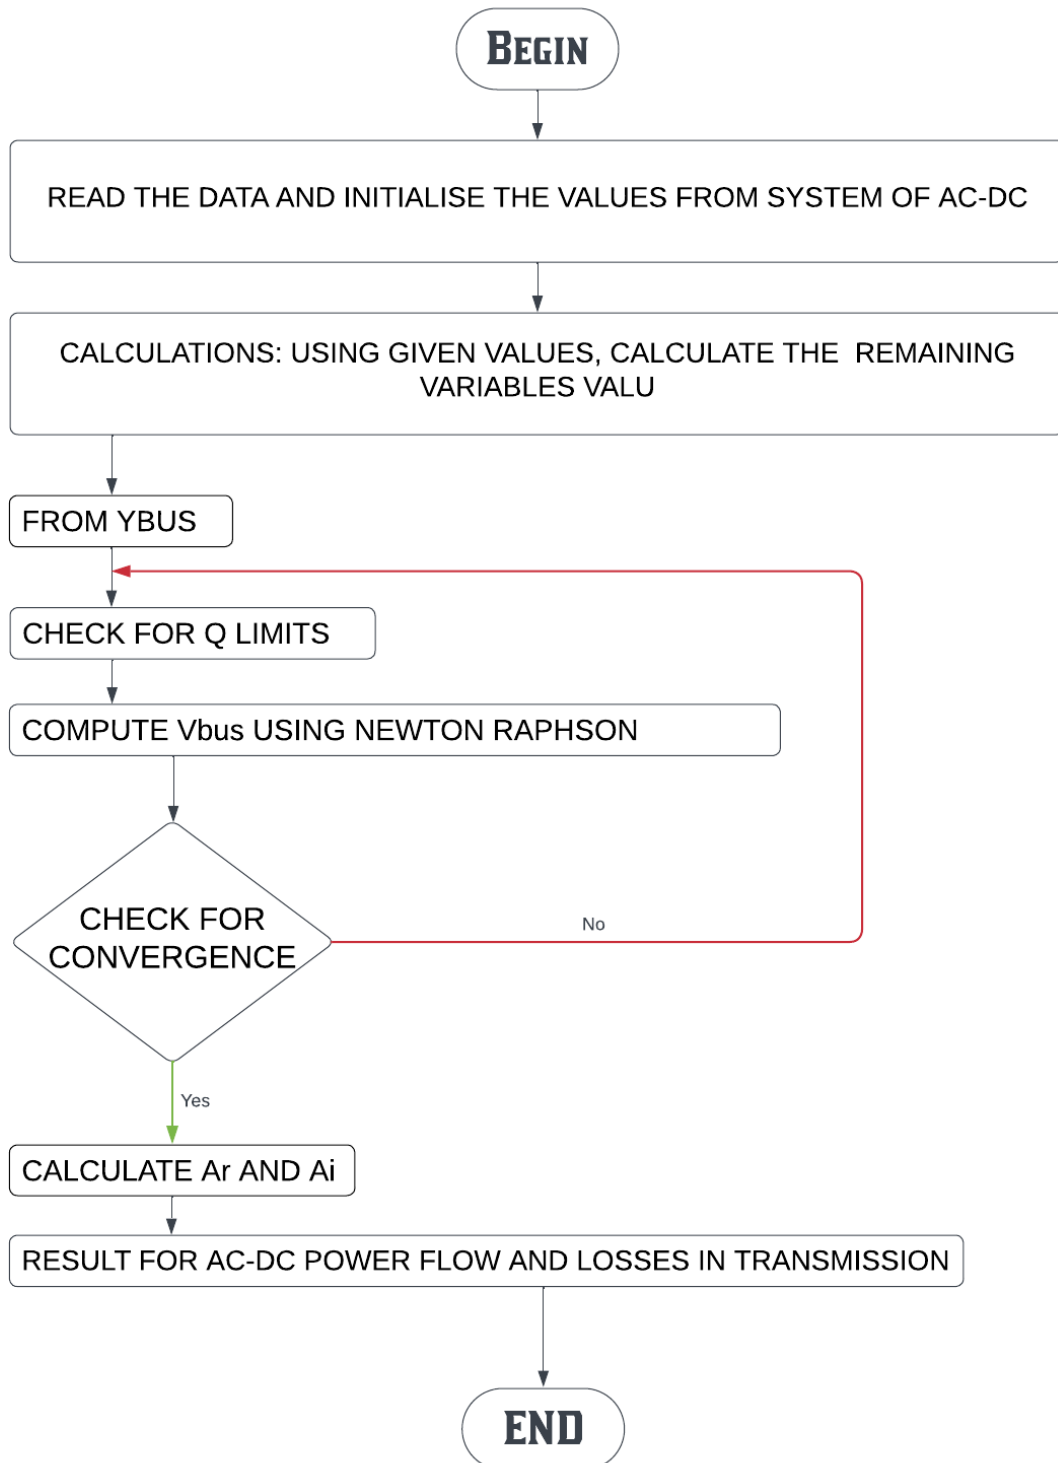 BEGIN
READ THE DATA AND INITIALISE THE VALUES FROM SYSTEM OF AC-DC
CALCULATIONS: USING GIVEN VALUES, CALCULATE THE REMAINING
VARIABLES VALU
FROM YBUS
CHECK FOR Q LIMITS
COMPUTE Vbus USING NEWTON RAPHSON
CHECK FOR
CONVERGENCE
No
Yes
CALCULATE Ar AND Ai
RESULT FOR AC-DC POWER FLOW AND LOSSES IN TRANSMISSION
END